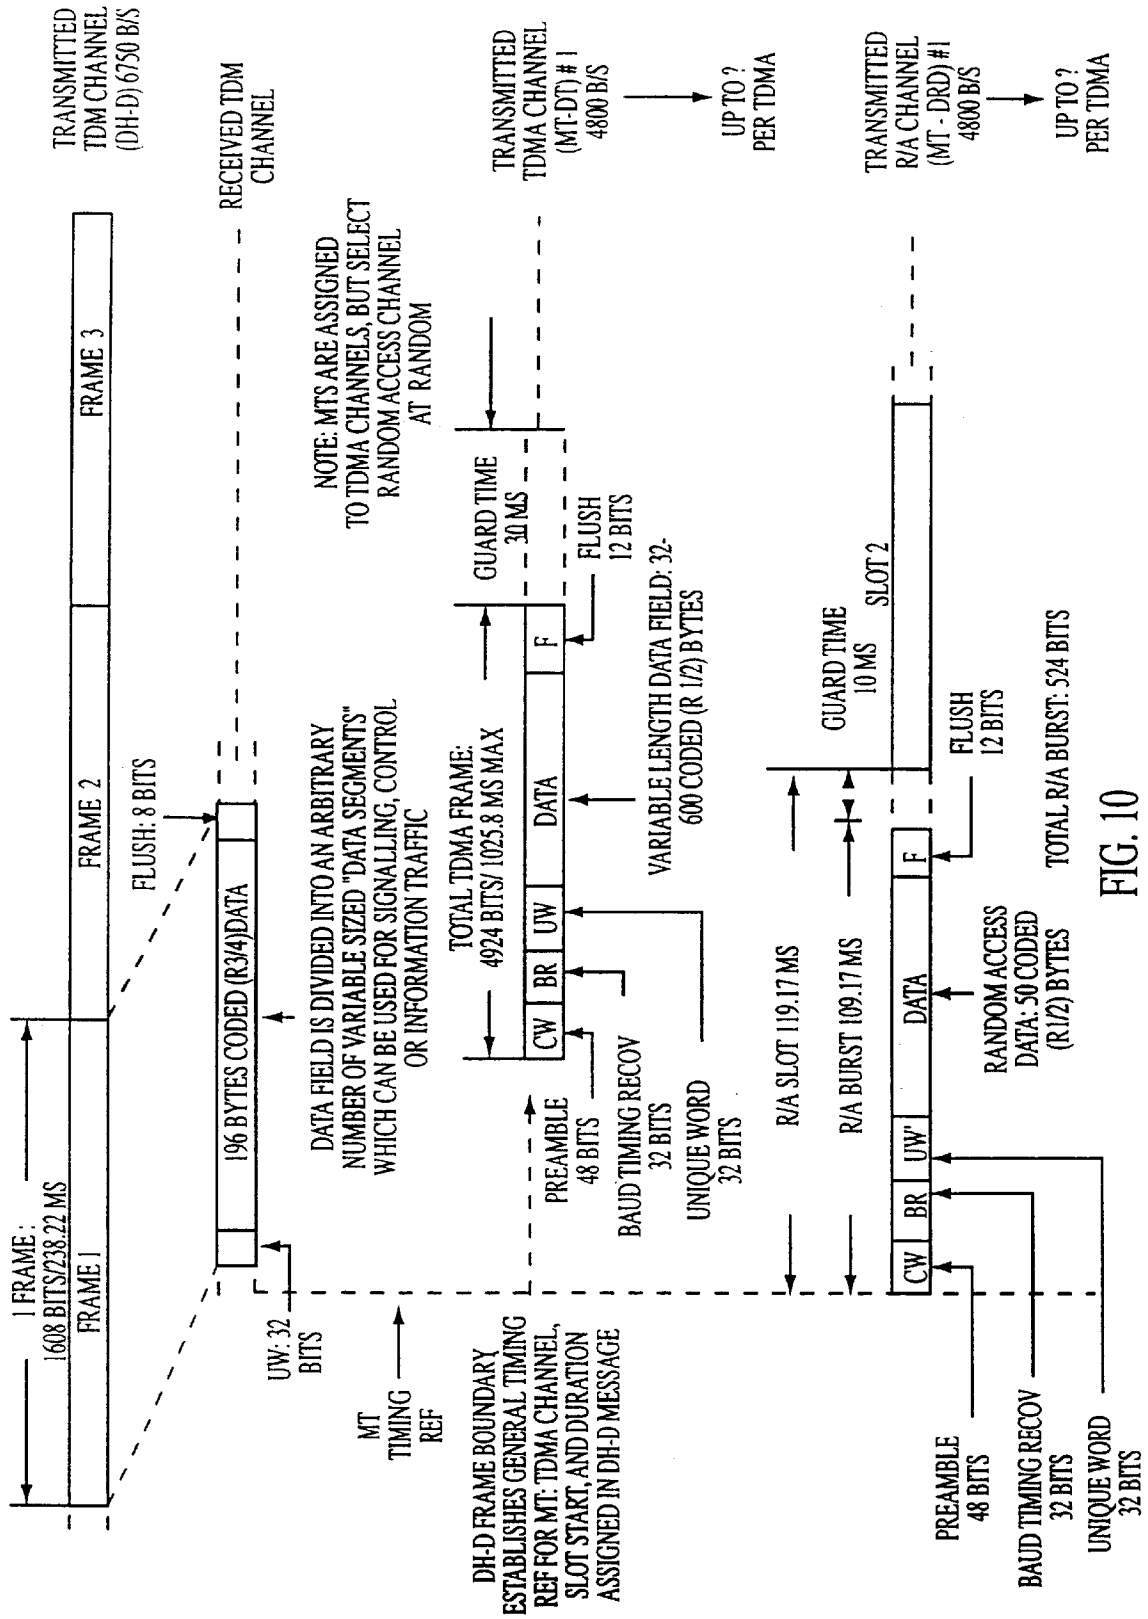 TRANSMITTED
TDM CHANNEL
(DH-D) 6750 B/S
1 FRAME :
1608 BITS/238.22 MS
FRAME 1
FRAME 2
FRAME 3
RECEIVED TDM
CHANNEL
FLUSH: 8 BITS
196 BYTES CODED (R3/4)DATA
UW: 32
BITS
DATA FIELD IS DIVIDED INTO AN ARBITRARY
NUMBER OF VARIABLE SIZED "DATA SEGMENTS"
WHICH CAN BE USED FOR SIGNALLING, CONTROL
OR INFORMATION TRAFFIC
NOTE: MTS ARE ASSIGNED
TO TDMA CHANNELS, BUT SELECT
RANDOM ACCESS CHANNEL
AT RANDOM
MT
TIMING
REF
DH-D FRAME BOUNDARY
ESTABLISHES GENERAL TIMING
REF FOR MT: TDMA CHANNEL,
SLOT START, AND DURATION
ASSIGNED IN DH-D MESSAGE
TOTAL TDMA FRAME:
4924 BITS/ 1025.8 MS MAX
GUARD TIME
30 MS
TRANSMITTED
TDMA CHANNEL
(MT-DT) # 1
4800 B/S
UP TO ?
PER TDMA
CW
BR
UW
DATA
F
PREAMBLE
48 BITS
BAUD TIMING RECOV
32 BITS
UNIQUE WORD
32 BITS
VARIABLE LENGTH DATA FIELD: 32-
600 CODED (R 1/2) BYTES
FLUSH
12 BITS
R/A SLOT 119.17 MS
R/A BURST 109.17 MS
GUARD TIME
10 MS
SLOT 2
TRANSMITTED
R/A CHANNEL
(MT - DRD) #1
4800 B/S
UP TO ?
PER TDMA
CW
BR
UW'
DATA
F
PREAMBLE
48 BITS
BAUD TIMING RECOV
32 BITS
UNIQUE WORD
32 BITS
RANDOM ACCESS
DATA: 50 CODED
(R1/2) BYTES
FLUSH
12 BITS
TOTAL R/A BURST: 524 BITS
FIG. 10